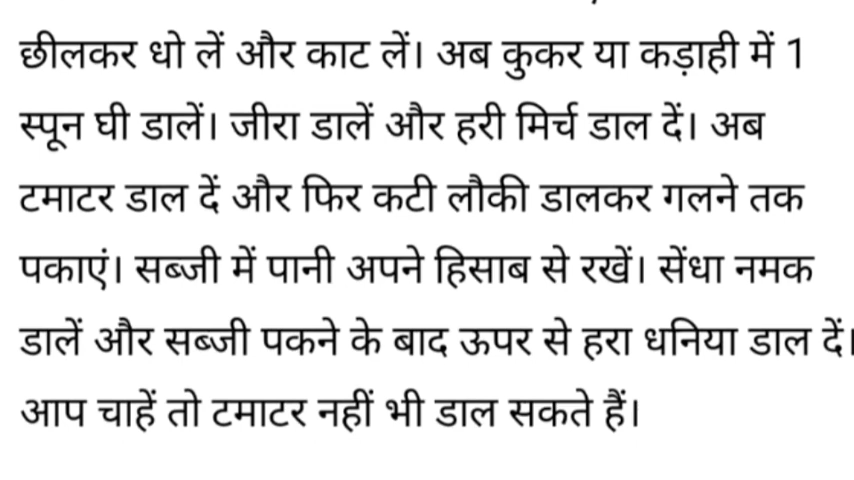 छीलकर धो लें और काट लें। अब कुकर या कड़ाही में 1
स्पून घी डालें। जीरा डालें और हरी मिर्च डाल दें। अब
टमाटर डाल दें और फिर कटी लौकी डालकर गलने तक
पकाएं। सब्जी में पानी अपने हिसाब से रखें। सेंधा नमक
डालें और सब्जी पकने के बाद ऊपर से हरा धनिया डाल दें।
आप चाहें तो टमाटर नहीं भी डाल सकते हैं।